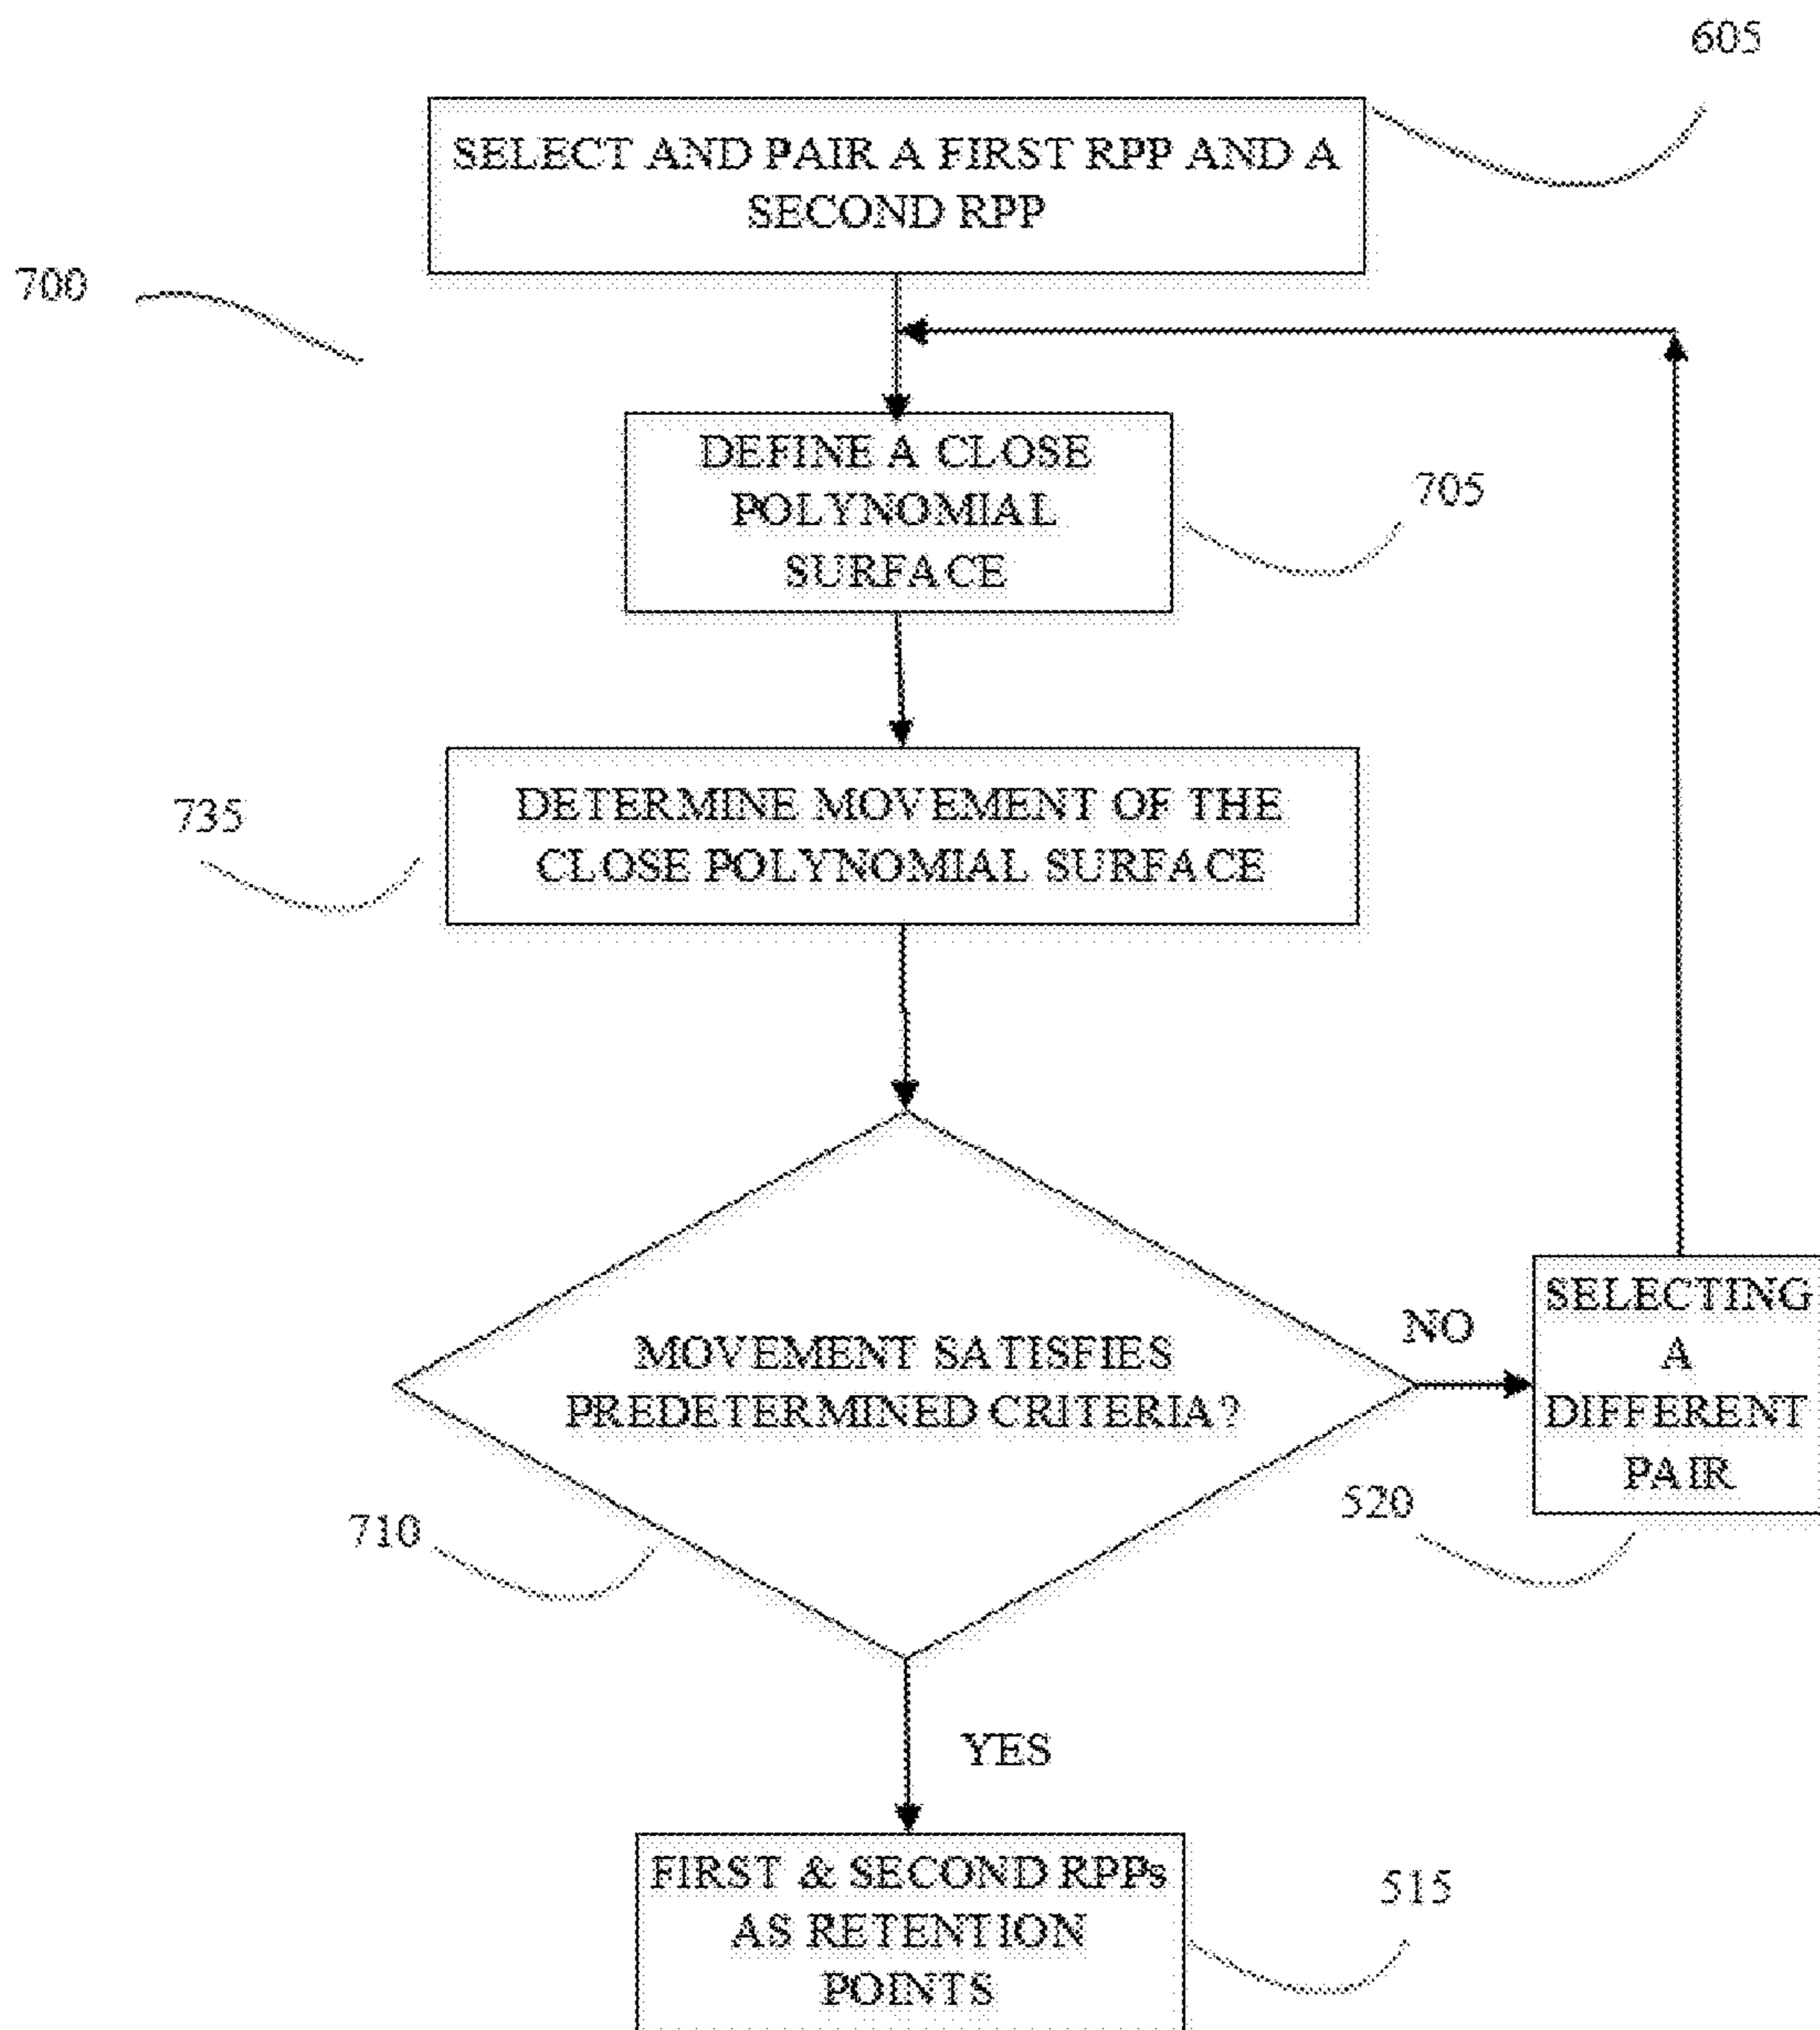 605
SELECT AND PAIR A FIRST RPP AND A
SECOND RPP
700
DEFINE A CLOSE
POLYNOMIAL
SURFACE
705
DETERMINE MOVEMENT OF THE
CLOSE POLYNOMIAL SURFACE
735
MOVEMENT SATISFIES
PREDETERMINED CRITERIA?
NO
SELECTING
A
DIFFERENT
PAIR
520
710
YES
FIRST & SECOND RPPs
AS RETENTION
POINTS
515